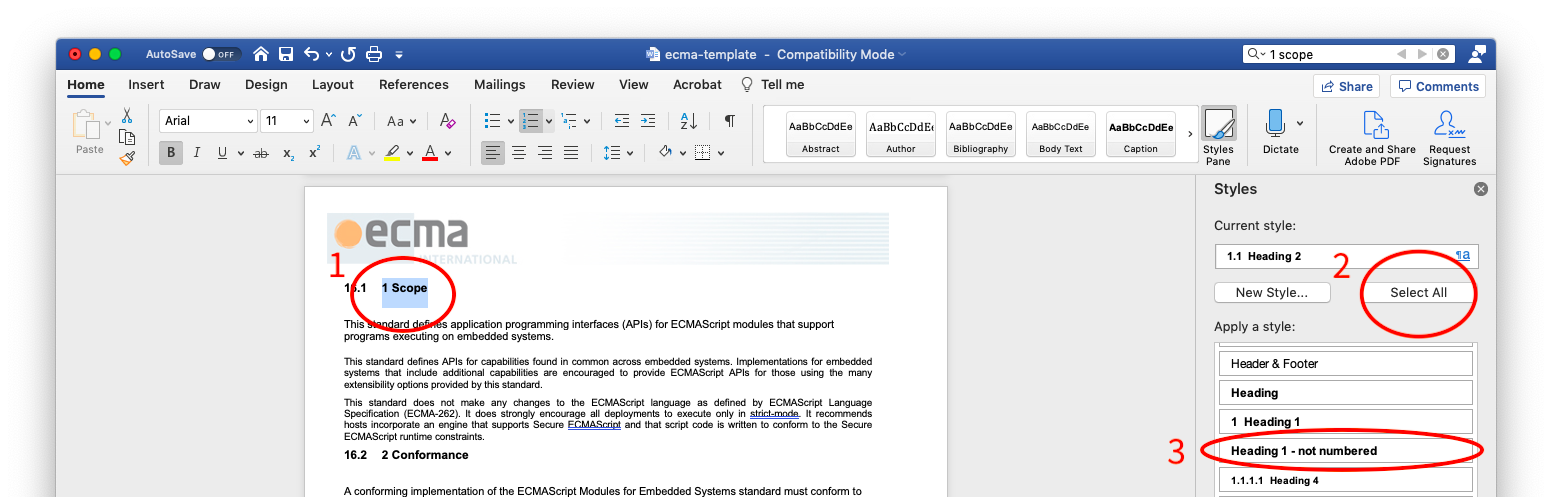 AutoSave OFF
ecma-template - Compatibility Mode
1 scope
Home Insert Draw Design Layout References Mailings Review View Acrobat Tell me
Share Comments
Paste
Arial 11 A A Aa A
B I U ab x2 x2 A A
AaBbCcDdEe AaBbCcDdEe AaBbCcDdEe AaBbCcDdEe AaBbCcDdEe
Abstract Author Bibliography Body Text Caption
Styles Pane
Dictate
Create and Share Adobe PDF
Request Signatures
ecma
INTERNATIONAL
1
16.1 1 Scope
This standard defines application programming interfaces (APIs) for ECMAScript modules that support
programs executing on embedded systems.
This standard defines APIs for capabilities found in common across embedded systems. Implementations for embedded
systems that include additional capabilities are encouraged to provide ECMAScript APIs for those using the many
extensibility options provided by this standard.
This standard does not make any changes to the ECMAScript language as defined by ECMAScript Language
Specification (ECMA-262). It does strongly encourage all deployments to execute only in strict-mode. It recommends
hosts incorporate an engine that supports Secure ECMAScript and that script code is written to conform to the Secure
ECMAScript runtime constraints.
16.2 2 Conformance
A conforming implementation of the ECMAScript Modules for Embedded Systems standard must conform to
Styles
Current style:
1.1 Heading 2 ¶a
2
New Style... Select All
Apply a style:
Header & Footer
Heading
1 Heading 1
3
Heading 1 - not numbered
1.1.1.1 Heading 4